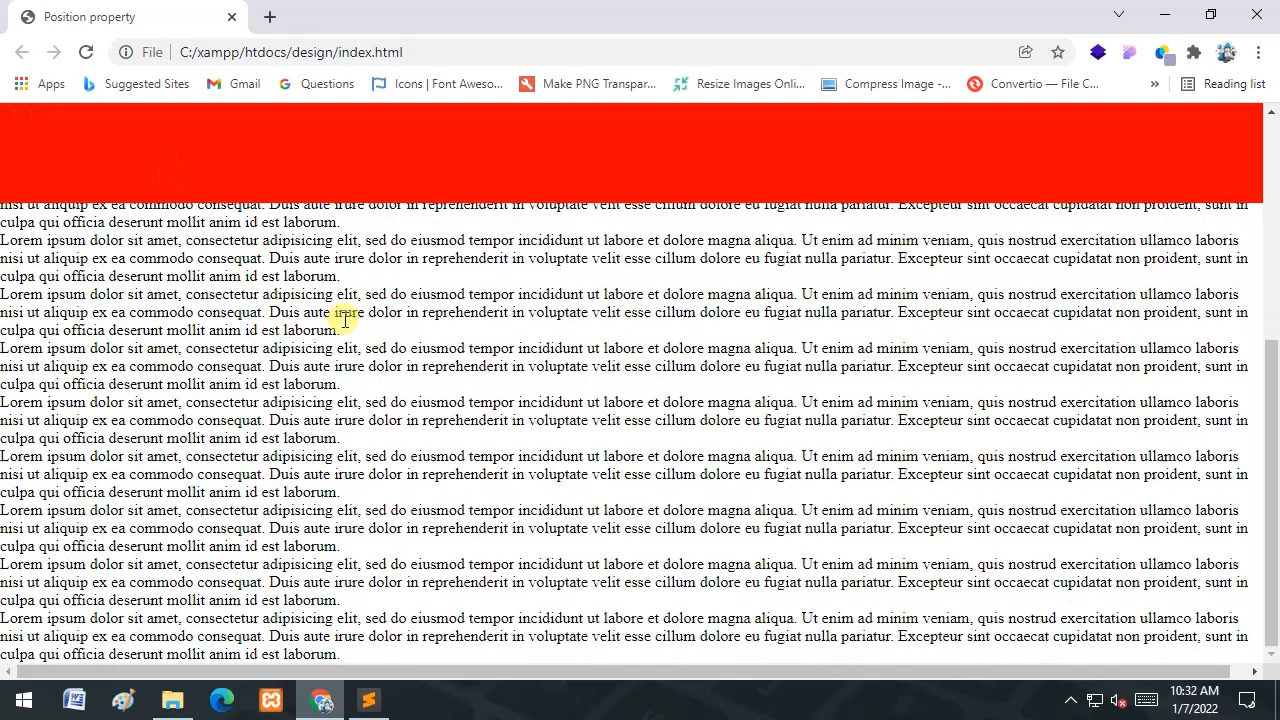 Position property
File C:/xampp/htdocs/design/index.html
Apps Suggested Sites Gmail Questions Icons | Font Aweso... Make PNG Transpar... Resize Images Onli... Compress Image -... Convertio — File C... » Reading list
nisi ut aliquip ex ea commodo consequat. Duis aute irure dolor in reprehenderit in voluptate velit esse cillum dolore eu fugiat nulla pariatur. Excepteur sint occaecat cupidatat non proident, sunt in
culpa qui officia deserunt mollit anim id est laborum.
Lorem ipsum dolor sit amet, consectetur adipisicing elit, sed do eiusmod tempor incididunt ut labore et dolore magna aliqua. Ut enim ad minim veniam, quis nostrud exercitation ullamco laboris
nisi ut aliquip ex ea commodo consequat. Duis aute irure dolor in reprehenderit in voluptate velit esse cillum dolore eu fugiat nulla pariatur. Excepteur sint occaecat cupidatat non proident, sunt in
culpa qui officia deserunt mollit anim id est laborum.
Lorem ipsum dolor sit amet, consectetur adipisicing elit, sed do eiusmod tempor incididunt ut labore et dolore magna aliqua. Ut enim ad minim veniam, quis nostrud exercitation ullamco laboris
nisi ut aliquip ex ea commodo consequat. Duis aute irure dolor in reprehenderit in voluptate velit esse cillum dolore eu fugiat nulla pariatur. Excepteur sint occaecat cupidatat non proident, sunt in
culpa qui officia deserunt mollit anim id est laborum.
Lorem ipsum dolor sit amet, consectetur adipisicing elit, sed do eiusmod tempor incididunt ut labore et dolore magna aliqua. Ut enim ad minim veniam, quis nostrud exercitation ullamco laboris
nisi ut aliquip ex ea commodo consequat. Duis aute irure dolor in reprehenderit in voluptate velit esse cillum dolore eu fugiat nulla pariatur. Excepteur sint occaecat cupidatat non proident, sunt in
culpa qui officia deserunt mollit anim id est laborum.
Lorem ipsum dolor sit amet, consectetur adipisicing elit, sed do eiusmod tempor incididunt ut labore et dolore magna aliqua. Ut enim ad minim veniam, quis nostrud exercitation ullamco laboris
nisi ut aliquip ex ea commodo consequat. Duis aute irure dolor in reprehenderit in voluptate velit esse cillum dolore eu fugiat nulla pariatur. Excepteur sint occaecat cupidatat non proident, sunt in
culpa qui officia deserunt mollit anim id est laborum.
Lorem ipsum dolor sit amet, consectetur adipisicing elit, sed do eiusmod tempor incididunt ut labore et dolore magna aliqua. Ut enim ad minim veniam, quis nostrud exercitation ullamco laboris
nisi ut aliquip ex ea commodo consequat. Duis aute irure dolor in reprehenderit in voluptate velit esse cillum dolore eu fugiat nulla pariatur. Excepteur sint occaecat cupidatat non proident, sunt in
culpa qui officia deserunt mollit anim id est laborum.
Lorem ipsum dolor sit amet, consectetur adipisicing elit, sed do eiusmod tempor incididunt ut labore et dolore magna aliqua. Ut enim ad minim veniam, quis nostrud exercitation ullamco laboris
nisi ut aliquip ex ea commodo consequat. Duis aute irure dolor in reprehenderit in voluptate velit esse cillum dolore eu fugiat nulla pariatur. Excepteur sint occaecat cupidatat non proident, sunt in
culpa qui officia deserunt mollit anim id est laborum.
Lorem ipsum dolor sit amet, consectetur adipisicing elit, sed do eiusmod tempor incididunt ut labore et dolore magna aliqua. Ut enim ad minim veniam, quis nostrud exercitation ullamco laboris
nisi ut aliquip ex ea commodo consequat. Duis aute irure dolor in reprehenderit in voluptate velit esse cillum dolore eu fugiat nulla pariatur. Excepteur sint occaecat cupidatat non proident, sunt in
culpa qui officia deserunt mollit anim id est laborum.
Lorem ipsum dolor sit amet, consectetur adipisicing elit, sed do eiusmod tempor incididunt ut labore et dolore magna aliqua. Ut enim ad minim veniam, quis nostrud exercitation ullamco laboris
nisi ut aliquip ex ea commodo consequat. Duis aute irure dolor in reprehenderit in voluptate velit esse cillum dolore eu fugiat nulla pariatur. Excepteur sint occaecat cupidatat non proident, sunt in
culpa qui officia deserunt mollit anim id est laborum.
10:32 AM
1/7/2022